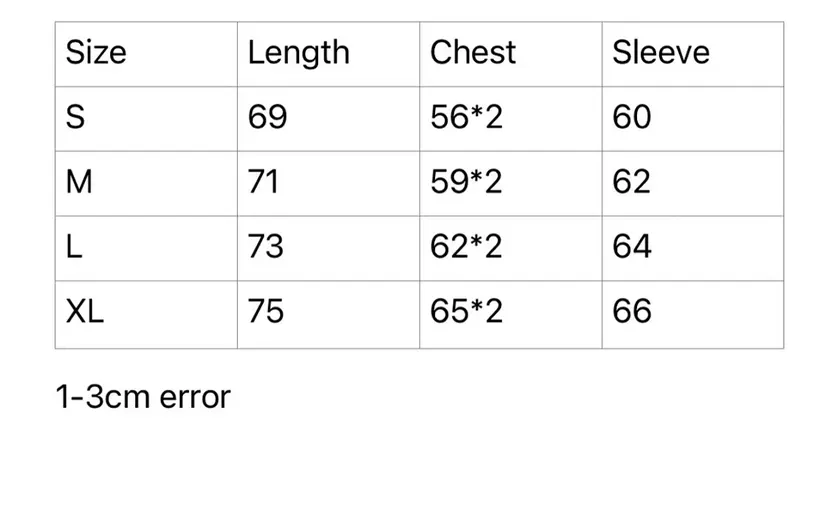 Size Length Chest Sleeve
S 69 56*2 60
M 71 59*2 62
L 73 62*2 64
XL 75 65*2 66
1-3cm error